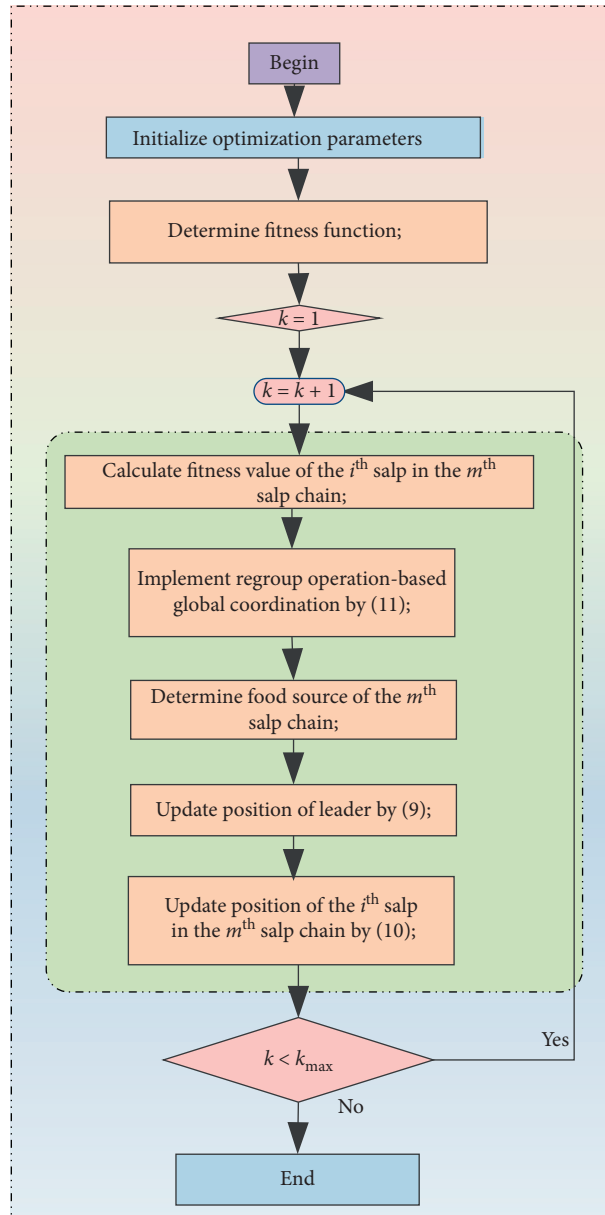 Begin
Initialize optimization parameters
Determine fitness function;
k = 1
k = k + 1
Calculate fitness value of the iᵗʰ salp in the mᵗʰ
salp chain;
Implement regroup operation-based
global coordination by (11);
Determine food source of the mᵗʰ
salp chain;
Update position of leader by (9);
Update position of the iᵗʰ salp
in the mᵗʰ salp chain by (10);
k < kmax
Yes
No
End